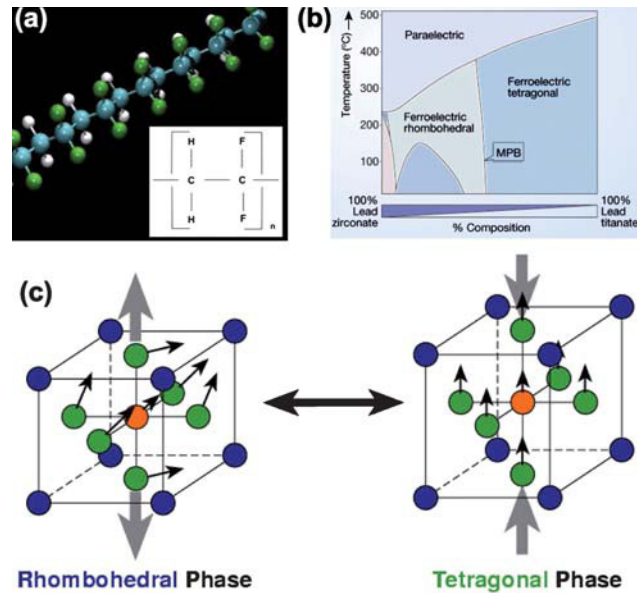 (a)
H F
C C
H F
n
(b)
Temperature (°C)
500
400
300
200
100
Paraelectric
Ferroelectric
tetragonal
Ferroelectric
rhombohedral
MPB
100%
Lead
zirconate
% Composition
100%
Lead
titanate
(c)
Rhombohedral Phase
Tetragonal Phase